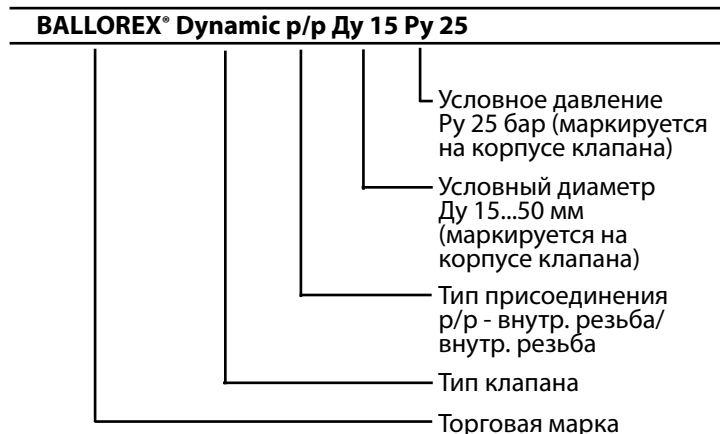 BALLOREX® Dynamic р/р Ду 15 Ру 25
Условное давление
Ру 25 бар (маркируется
на корпусе клапана)
Условный диаметр
Ду 15...50 мм
(маркируется на
корпусе клапана)
Тип присоединения
р/р - внутр. резьба/
внутр. резьба
Тип клапана
Торговая марка